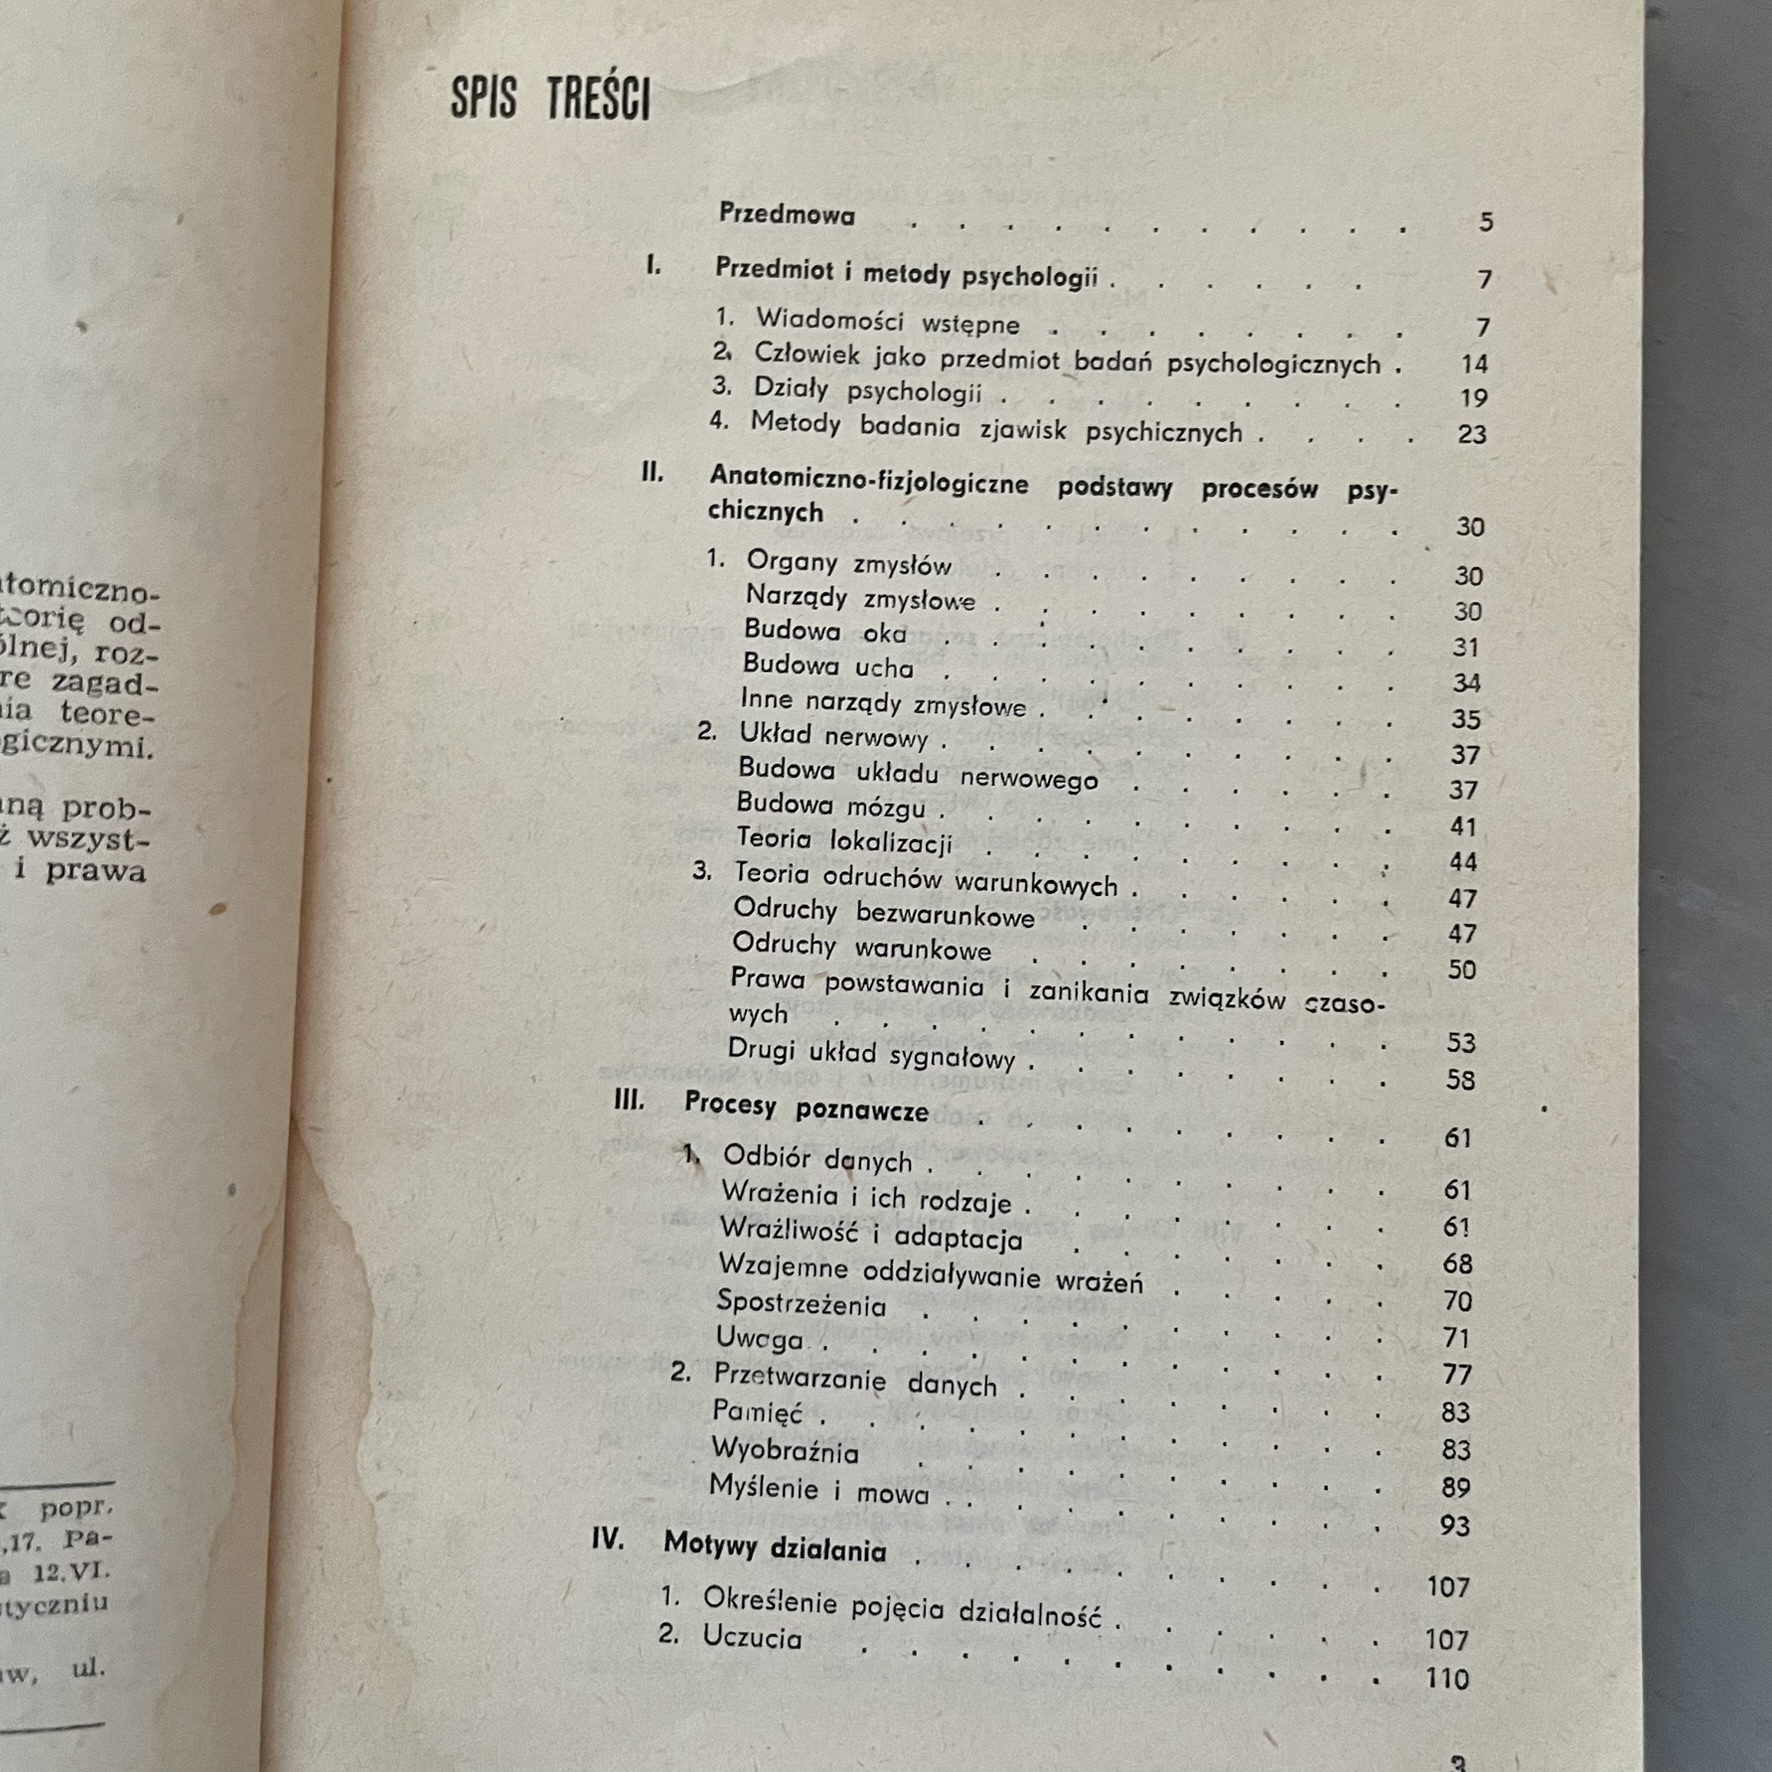 tomiczno-
teorię od-
ólnej, roz-
re zagad-
nia teore-
gicznymi.
ną prob-
ż wszyst-
i prawa
popr.
,17. Pa-
a 12.VI.
styczniu
w, ul.
SPIS TREŚCI
Przedmowa . . . . . . . . . . . 5
I. Przedmiot i metody psychologii . . . . . . 7
1. Wiadomości wstępne . . . . . . . . 7
2. Człowiek jako przedmiot badań psychologicznych . 14
3. Działy psychologii . . . . . . . . . 19
4. Metody badania zjawisk psychicznych . . . . 23
II. Anatomiczno-fizjologiczne podstawy procesów psy-
chicznych . . . . . . . . . . . . 30
1. Organy zmysłów . . . . . . . . . 30
Narządy zmysłowe . . . . . . . . . 30
Budowa oka . . . . . . . . . . 31
Budowa ucha . . . . . . . . . . 34
Inne narządy zmysłowe . . . . . . . . 35
2. Układ nerwowy . . . . . . . . . . 37
Budowa układu nerwowego . . . . . . 37
Budowa mózgu . . . . . . . . . . 41
Teoria lokalizacji . . . . . . . . . 44
3. Teoria odruchów warunkowych . . . . . . 47
Odruchy bezwarunkowe . . . . . . . 47
Odruchy warunkowe . . . . . . . . 50
Prawa powstawania i zanikania związków czaso-
wych . . . . . . . . . . . . 53
Drugi układ sygnałowy . . . . . . . . 58
III. Procesy poznawcze . . . . . . . . . 61
1. Odbiór danych . . . . . . . . . . 61
Wrażenia i ich rodzaje . . . . . . . . 61
Wrażliwość i adaptacja . . . . . . . 68
Wzajemne oddziaływanie wrażeń . . . . . 70
Spostrzeżenia . . . . . . . . . . 71
Uwaga . . . . . . . . . . . . 77
2. Przetwarzanie danych . . . . . . . . 83
Pamięć . . . . . . . . . . . . 83
Wyobraźnia . . . . . . . . . . 89
Myślenie i mowa . . . . . . . . . . 93
IV. Motywy działania . . . . . . . . . . 107
1. Określenie pojęcia działalność . . . . . . 107
2. Uczucia . . . . . . . . . . . 110
3